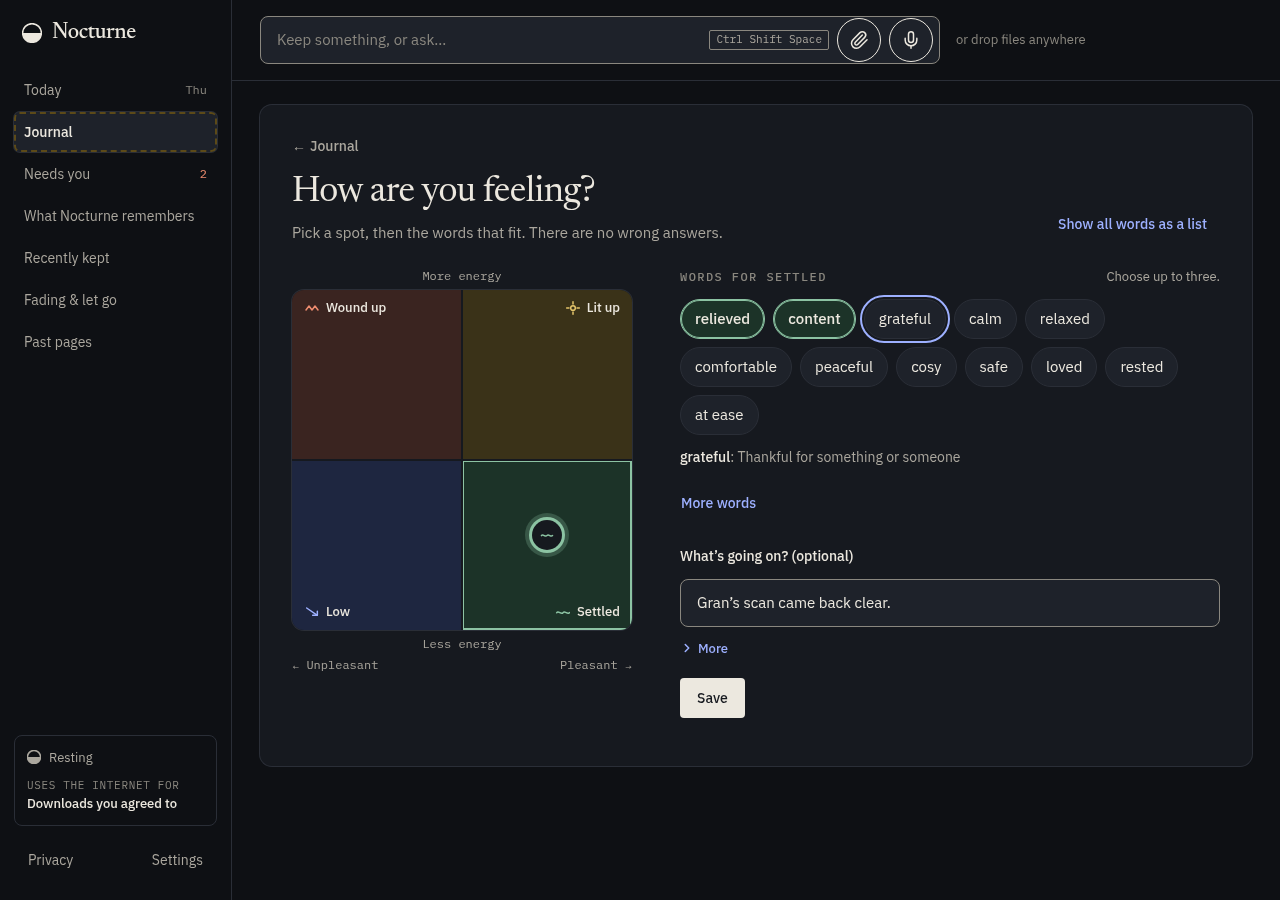 Nocturne
Keep something, or ask...
Ctrl Shift Space
or drop files anywhere
Today
Thu
Journal
Needs you
2
What Nocturne remembers
Recently kept
Fading & let go
Past pages
← Journal
How are you feeling?
Pick a spot, then the words that fit. There are no wrong answers.
Show all words as a list
More energy
Wound up
Lit up
Low
Settled
Less energy
← Unpleasant
Pleasant →
WORDS FOR SETTLED
Choose up to three.
relieved content grateful calm relaxed
comfortable peaceful cosy safe loved rested
at ease
grateful: Thankful for something or someone
More words
What’s going on? (optional)
Gran’s scan came back clear.
More
Save
Resting
USES THE INTERNET FOR
Downloads you agreed to
Privacy
Settings